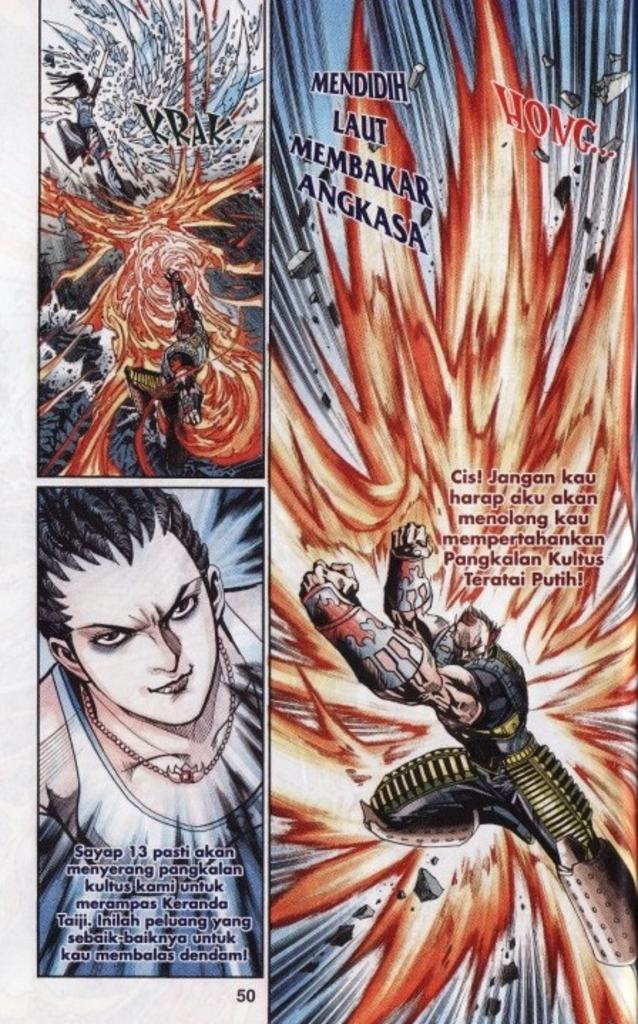 MENDIDIH
LAUT
MEMBAKAR
ANGKASA
HONG...
Cis! Jangan kau
harap aku akan
menolong kau
mempertahankan
Pangkalan Kultus
Teratai Putih!
KRAK...
Sayap 13 pasti akan
menyerang pangkalan
kultus kami untuk
merampas Keranda
Taiji. Inilah peluang yang
sebaik-baiknya untuk
kau membalas dendam!
50